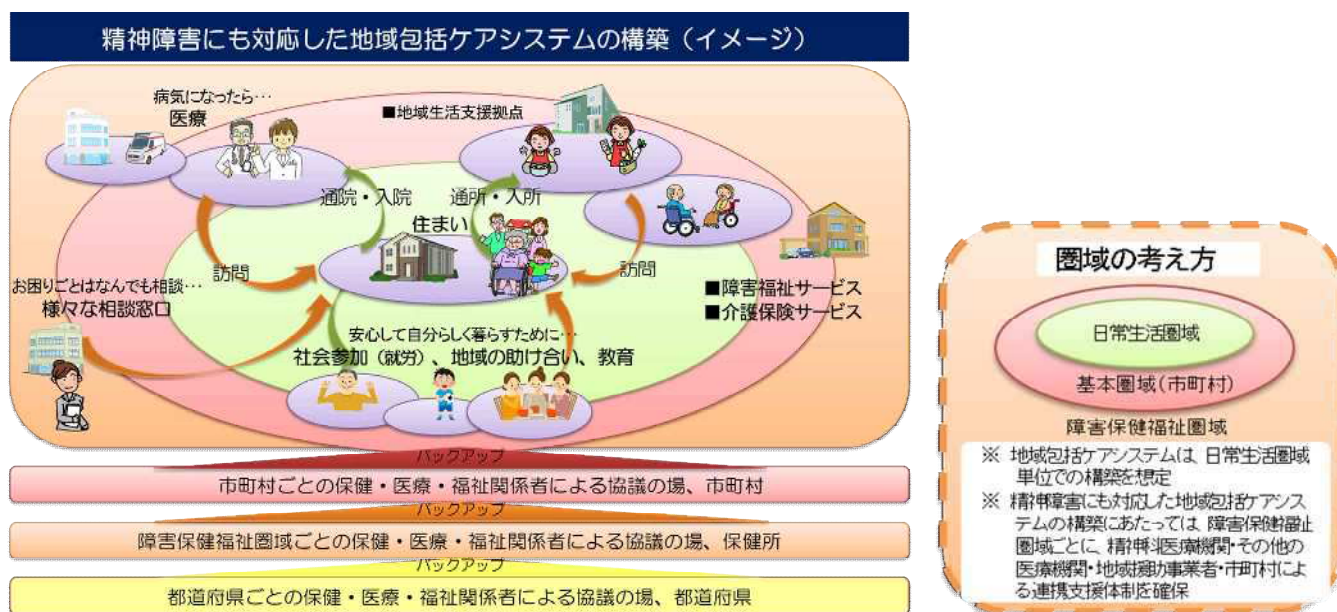 精神障害にも対応した地域包括ケアシステムの構築（イメージ）
病気になったら…
医療
■地域生活支援拠点
通院・入院
通所・入所
住まい
訪問
訪問
お困りごとはなんでも相談…
様々な相談窓口
■障害福祉サービス
■介護保険サービス
安心して自分らしく暮らすために…
社会参加（就労）、地域の助け合い、教育
バックアップ
市町村ごとの保健・医療・福祉関係者による協議の場、市町村
バックアップ
障害保健福祉圏域ごとの保健・医療・福祉関係者による協議の場、保健所
バックアップ
都道府県ごとの保健・医療・福祉関係者による協議の場、都道府県
圏域の考え方
日常生活圏域
基本圏域（市町村）
障害保健福祉圏域
※ 地域包括ケアシステムは、日常生活圏域
単位での構築を想定
※ 精神障害にも対応した地域包括ケアシス
テムの構築にあたっては、障害保健福祉
圏域ごとに、精神科医療機関・その他の
医療機関・地域援助事業者・市町村によ
る連携支援体制を確保